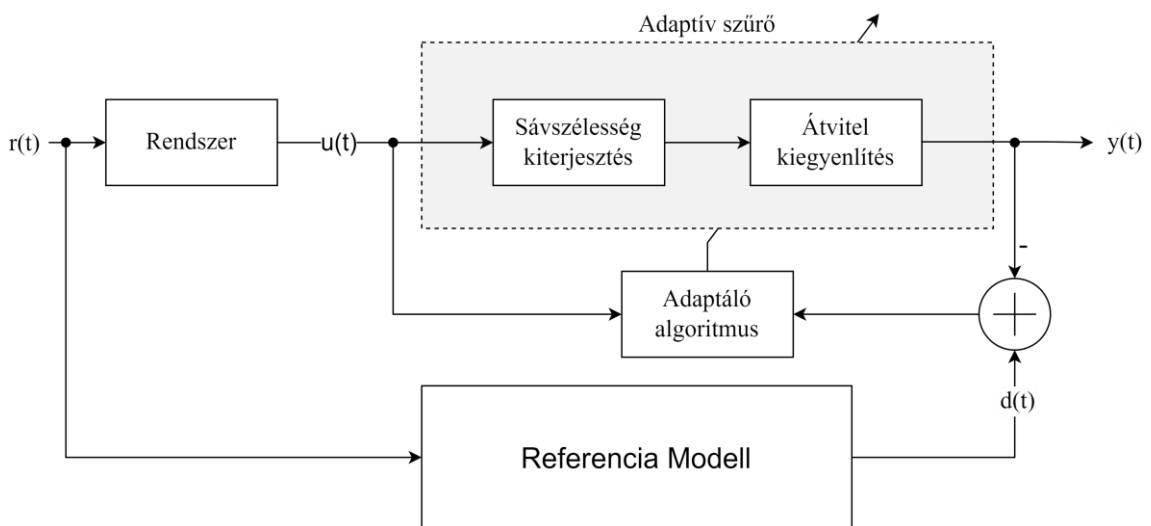 Adaptív szűrő
r(t)
Rendszer
u(t)
Sávszélesség
kiterjesztés
Átvitel
kiegyenlítés
y(t)
-
Adaptáló
algoritmus
d(t)
Referencia Modell